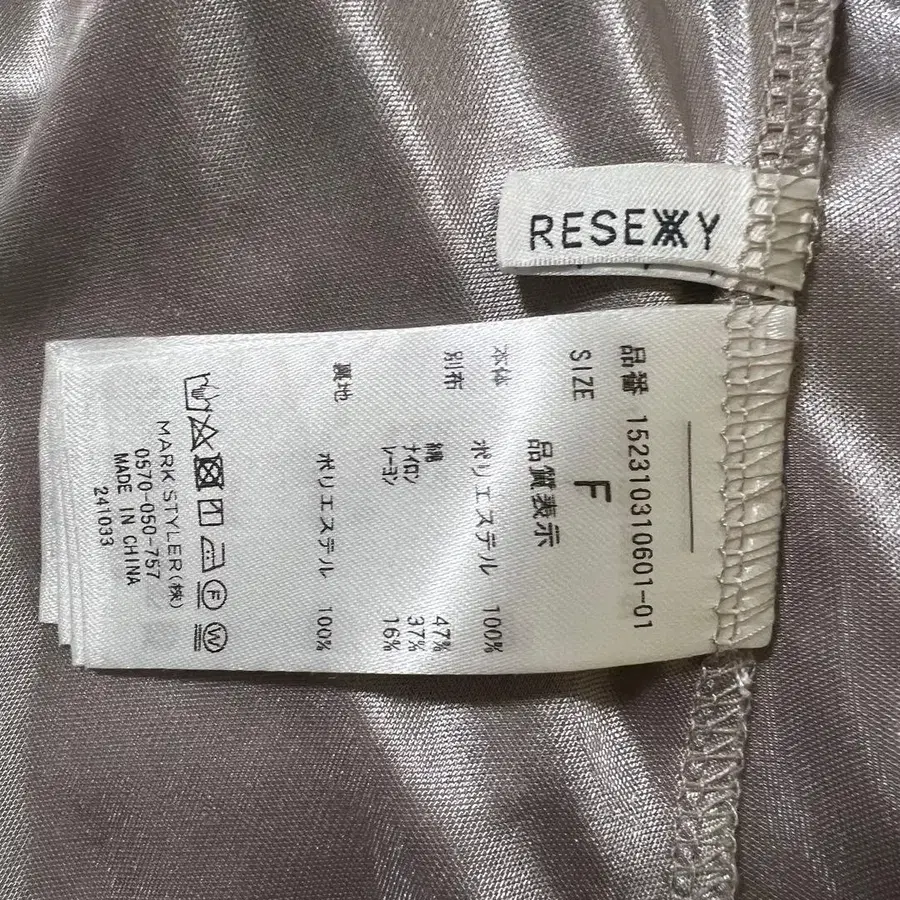 RESEXXY
品番 152310310601-01
SIZE F
品質表示
本体 ポリエステル 100%
別布 綿 47%
ナイロン 37%
レーヨン 16%
裏地 ポリエステル 100%
F W
MARK STYLER(株)
0570-050-757
MADE IN CHINA
241033